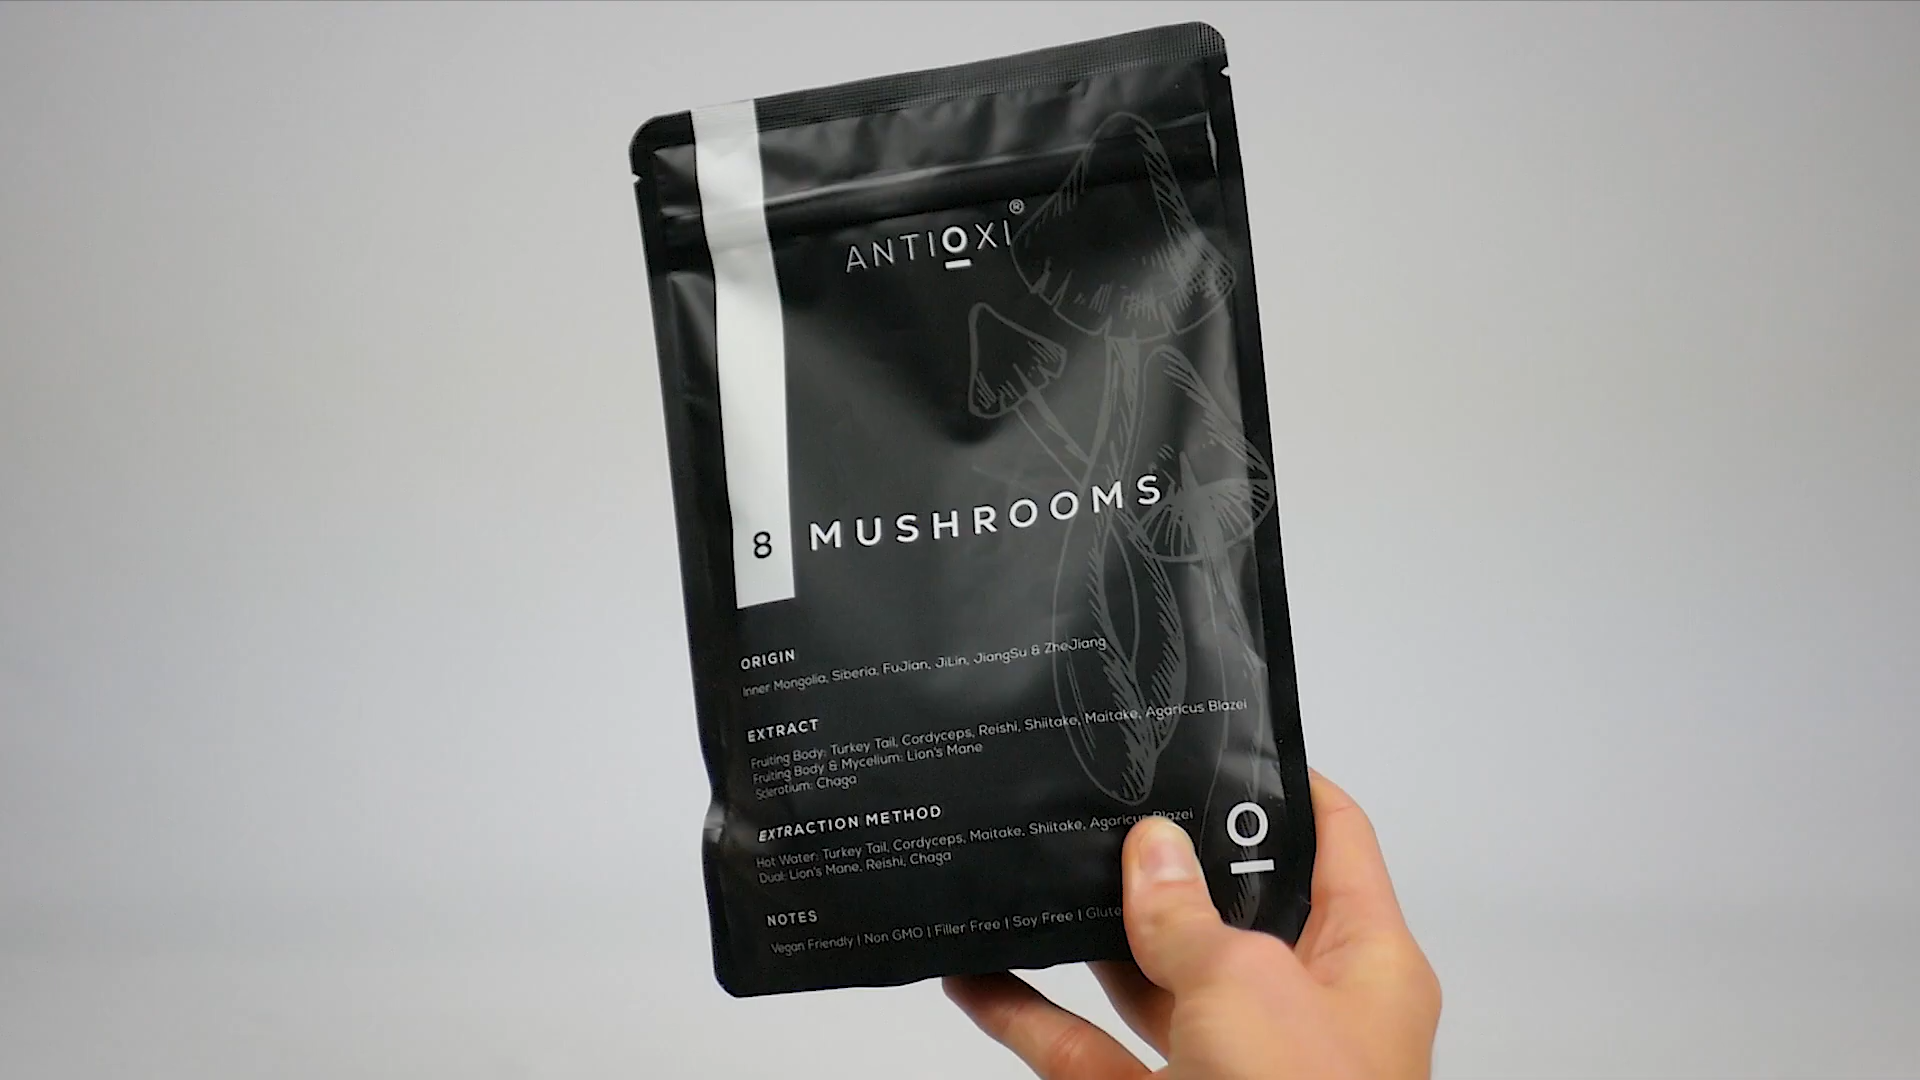 ANTIOXI®
8 MUSHROOMS
ORIGIN
Inner Mongolia, Siberia, FuJian, JiLin, JiangSu & ZheJiang
EXTRACT
Fruiting Body: Turkey Tail, Cordyceps, Reishi, Shiitake, Maitake, Agaricus Blazei
Fruiting Body & Mycelium: Lion's Mane
Sclerotium: Chaga
EXTRACTION METHOD
Hot Water: Turkey Tail, Cordyceps, Maitake, Shiitake, Agaricus Blazei
Dual: Lion's Mane, Reishi, Chaga
O
NOTES
Vegan Friendly | Non GMO | Filler Free | Soy Free | Glute